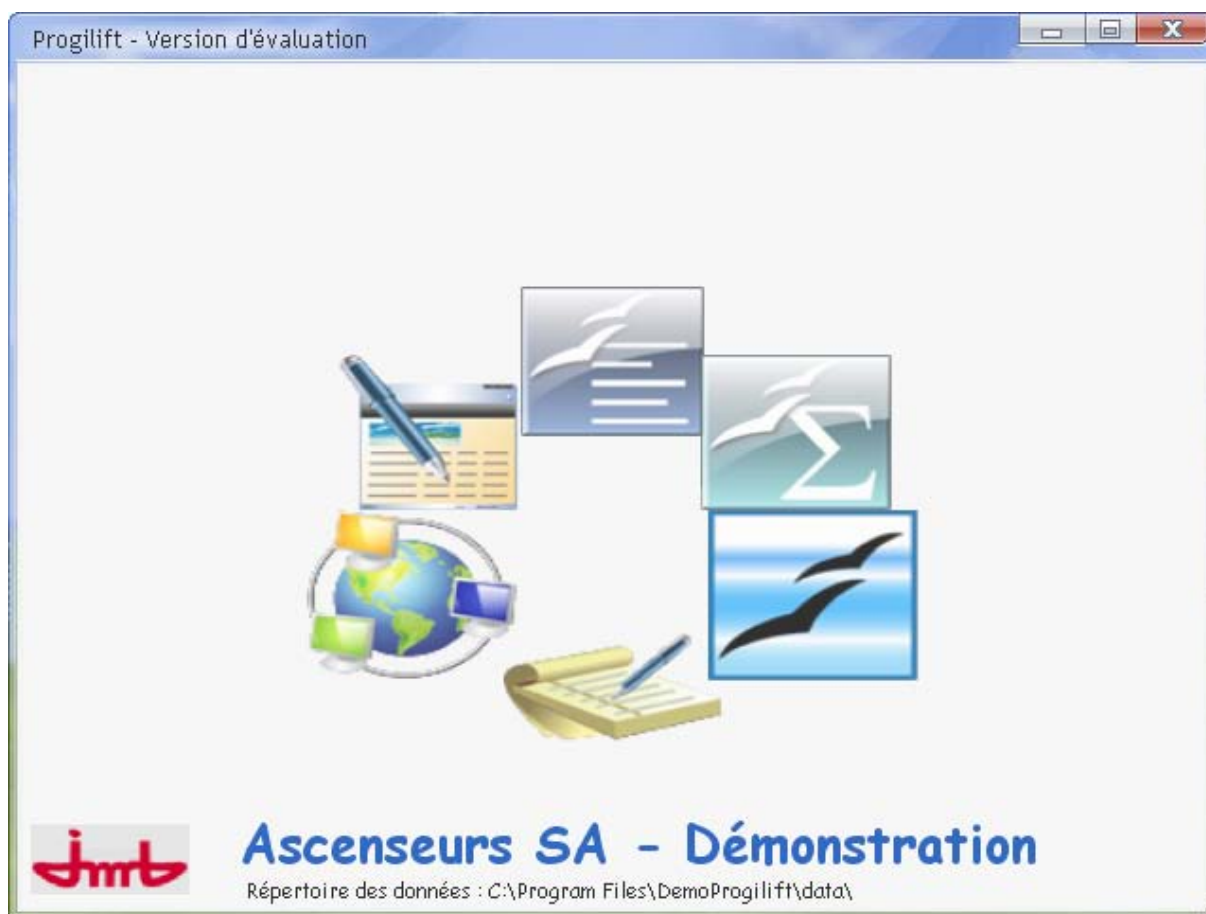 Progilift - Version d'évaluation
Σ
jmb
Ascenseurs SA - Démonstration
Répertoire des données : C:\Program Files\DemoProgilift\data\